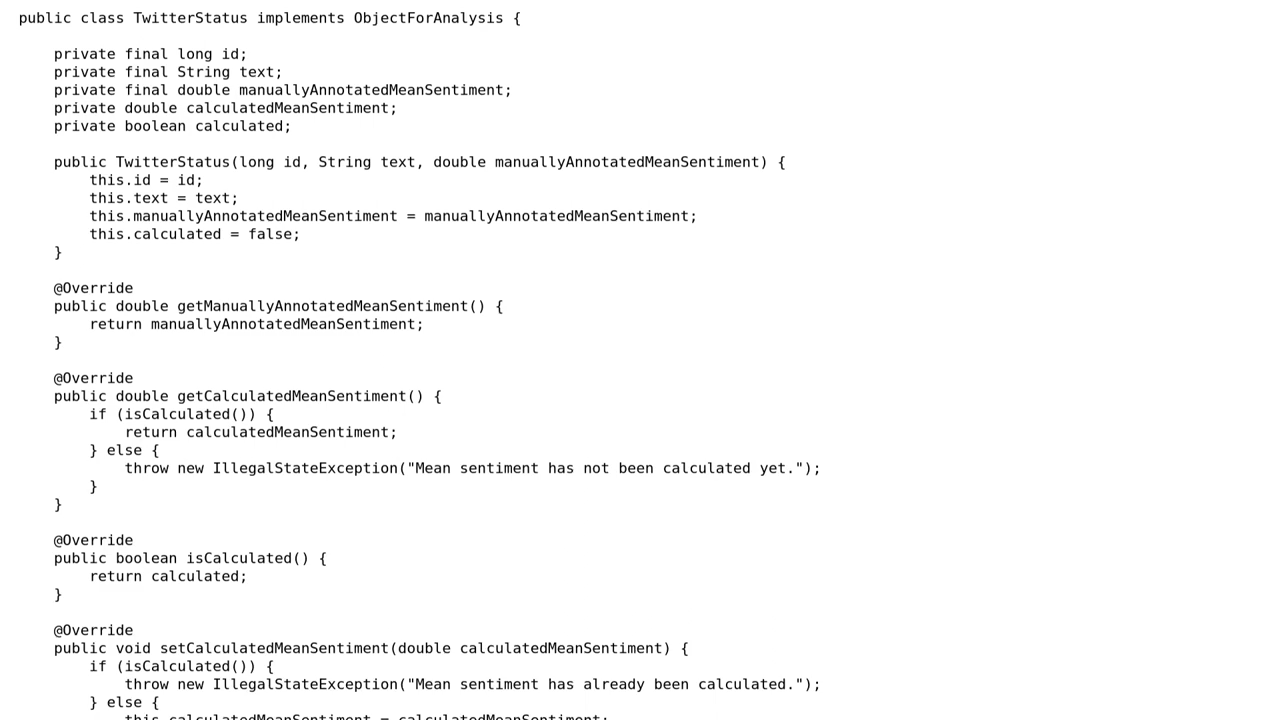 public class TwitterStatus implements ObjectForAnalysis {
private final long id;
private final String text;
private final double manuallyAnnotatedMeanSentiment;
private double calculatedMeanSentiment;
private boolean calculated;
public TwitterStatus(long id, String text, double manuallyAnnotatedMeanSentiment) {
this.id = id;
this.text = text;
this.manuallyAnnotatedMeanSentiment = manuallyAnnotatedMeanSentiment;
this.calculated = false;
}
@Override
public double getManuallyAnnotatedMeanSentiment() {
return manuallyAnnotatedMeanSentiment;
}
@Override
public double getCalculatedMeanSentiment() {
if (isCalculated()) {
return calculatedMeanSentiment;
} else {
throw new IllegalStateException("Mean sentiment has not been calculated yet.");
}
}
@Override
public boolean isCalculated() {
return calculated;
}
@Override
public void setCalculatedMeanSentiment(double calculatedMeanSentiment) {
if (isCalculated()) {
throw new IllegalStateException("Mean sentiment has already been calculated.");
} else {
this.calculatedMeanSentiment = calculatedMeanSentiment;